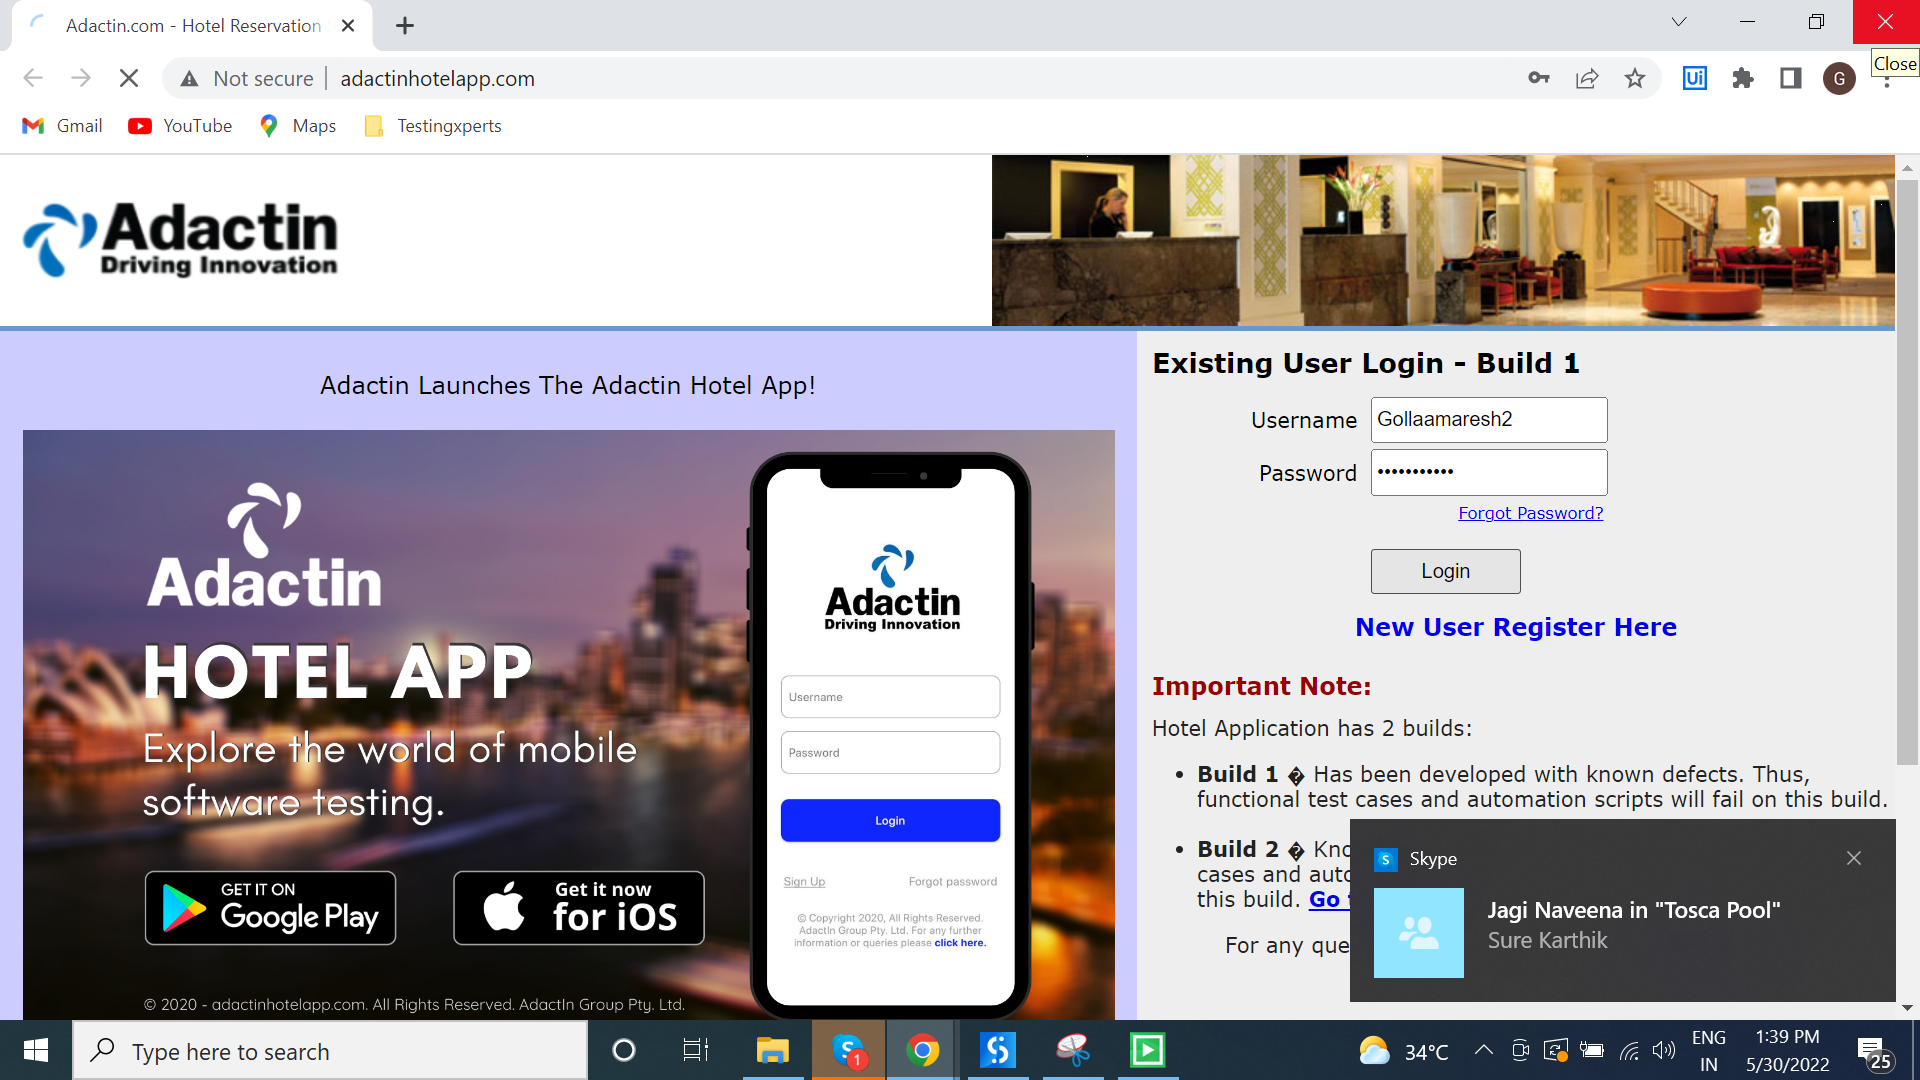 Adactin.com - Hotel Reservation
Close
Not secure
adactinhotelapp.com
Ui
G
Gmail
YouTube
Maps
Testingxperts
Adactin
Driving Innovation
Adactin Launches The Adactin Hotel App!
Adactin
HOTEL APP
Explore the world of mobile
software testing.
GET IT ON
Google Play
Get it now
for iOS
© 2020 - adactinhotelapp.com. All Rights Reserved. AdactIn Group Pty. Ltd.
Adactin
Driving Innovation
Username
Password
Login
Sign Up
Forgot password
© Copyright 2020, All Rights Reserved.
AdactIn Group Pty. Ltd. For any further
information or queries please click here.
Existing User Login - Build 1
Username
Gollaamaresh2
Password
•••••••••••
Forgot Password?
Login
New User Register Here
Important Note:
Hotel Application has 2 builds:
• Build 1 � Has been developed with known defects. Thus,
functional test cases and automation scripts will fail on this build.
• Build 2 � Kno
cases and auto
this build. Go
For any que
Skype
Jagi Naveena in "Tosca Pool"
Sure Karthik
Type here to search
1
34°C
ENG
IN
1:39 PM
5/30/2022
25